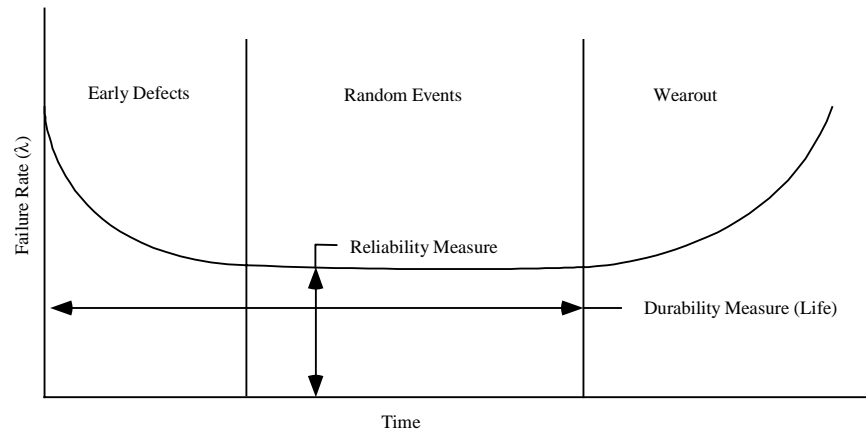 Early Defects
Random Events
Wearout
Failure Rate (λ)
Reliability Measure
Durability Measure (Life)
Time